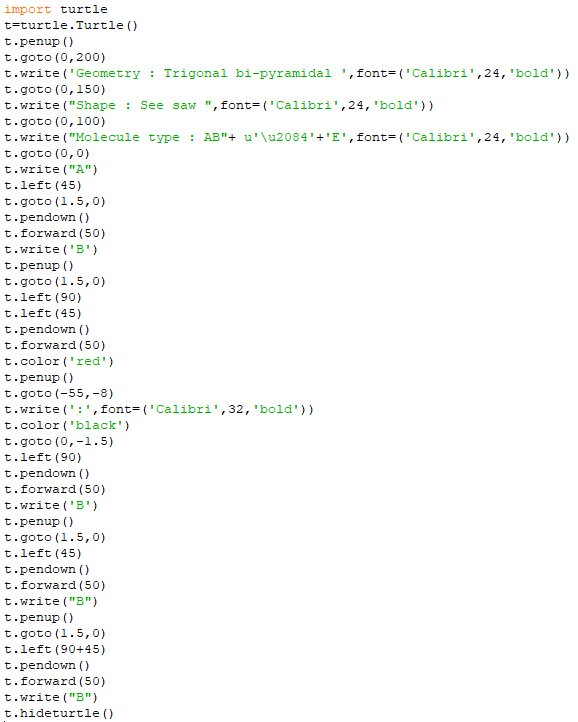 import turtle
t=turtle.Turtle()
t.penup()
t.goto(0,200)
t.write('Geometry : Trigonal bi-pyramidal ',font=('Calibri',24,'bold'))
t.goto(0,150)
t.write("Shape : See saw ",font=('Calibri',24,'bold'))
t.goto(0,100)
t.write("Molecule type : AB"+ u'\u2084'+'E',font=('Calibri',24,'bold'))
t.goto(0,0)
t.write("A")
t.left(45)
t.goto(1.5,0)
t.pendown()
t.forward(50)
t.write('B')
t.penup()
t.goto(1.5,0)
t.left(90)
t.left(45)
t.pendown()
t.forward(50)
t.color('red')
t.penup()
t.goto(-55,-8)
t.write(':',font=('Calibri',32,'bold'))
t.color('black')
t.goto(0,-1.5)
t.left(90)
t.pendown()
t.forward(50)
t.write('B')
t.penup()
t.goto(1.5,0)
t.left(45)
t.pendown()
t.forward(50)
t.write("B")
t.penup()
t.goto(1.5,0)
t.left(90+45)
t.pendown()
t.forward(50)
t.write("B")
t.hideturtle()